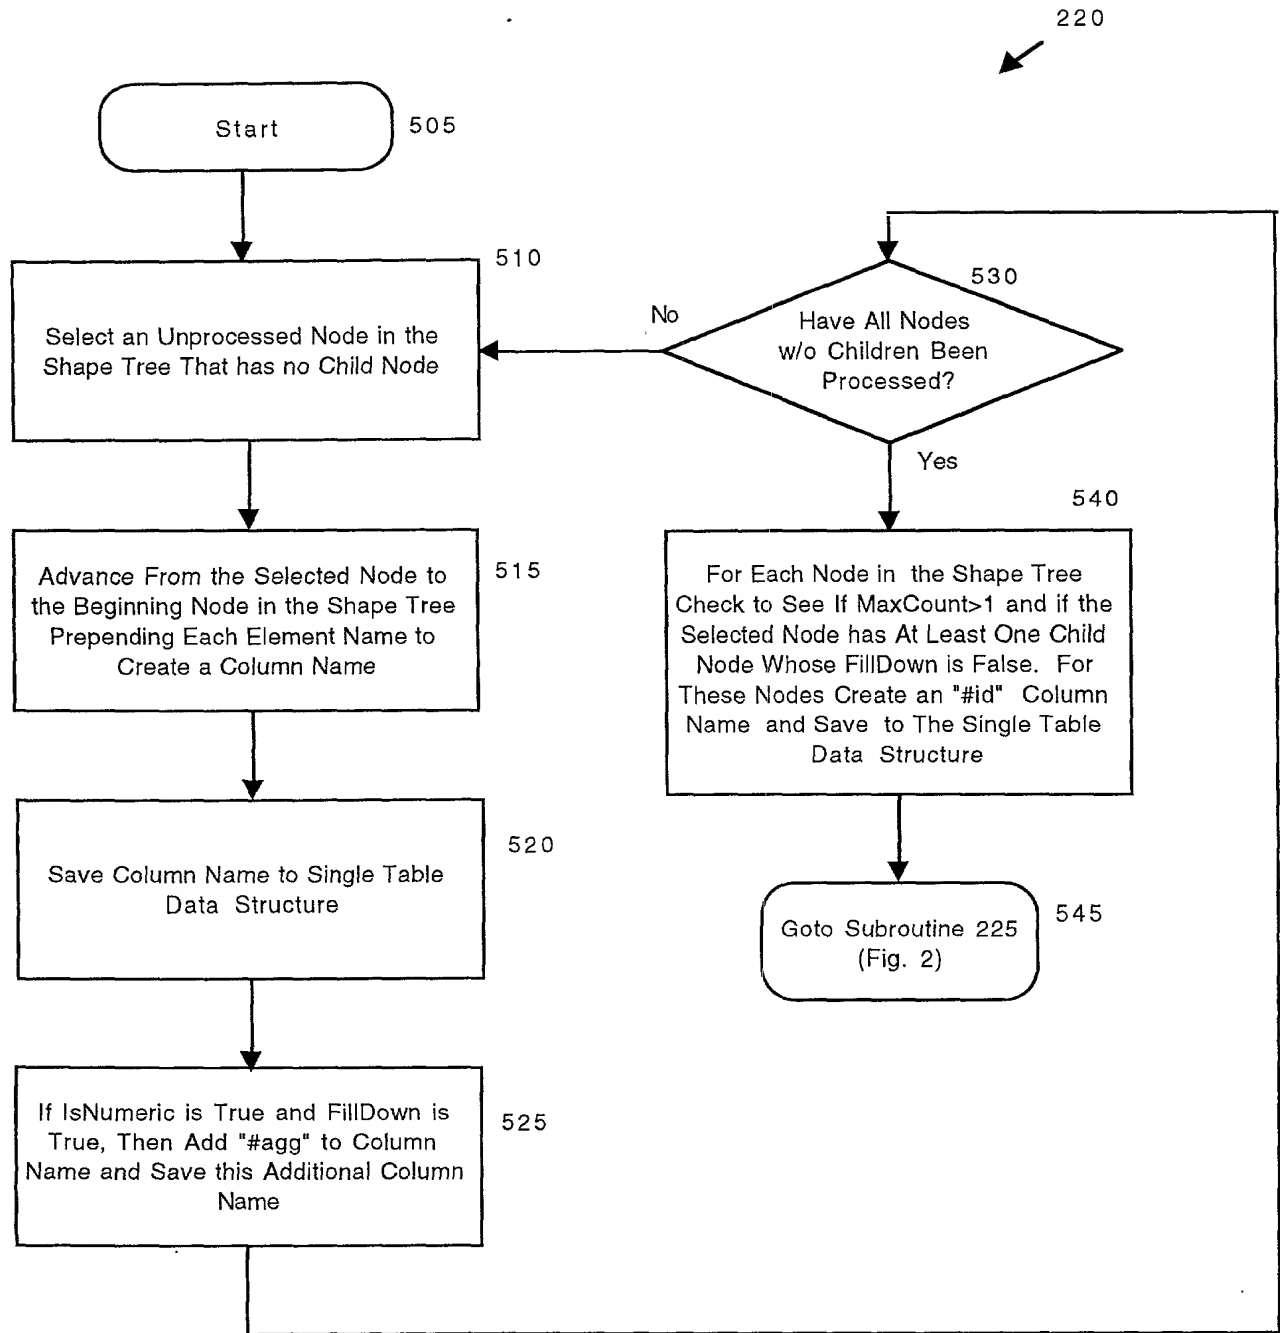 220
Start
505
510
Select an Unprocessed Node in the
Shape Tree That has no Child Node
515
Advance From the Selected Node to
the Beginning Node in the Shape Tree
Prepending Each Element Name to
Create a Column Name
520
Save Column Name to Single Table
Data Structure
525
If IsNumeric is True and FillDown is
True, Then Add "#agg" to Column
Name and Save this Additional Column
Name
530
Have All Nodes
w/o Children Been
Processed?
No
Yes
540
For Each Node in the Shape Tree
Check to See If MaxCount>1 and if the
Selected Node has At Least One Child
Node Whose FillDown is False. For
These Nodes Create an "#id" Column
Name and Save to The Single Table
Data Structure
Goto Subroutine 225
(Fig. 2)
545